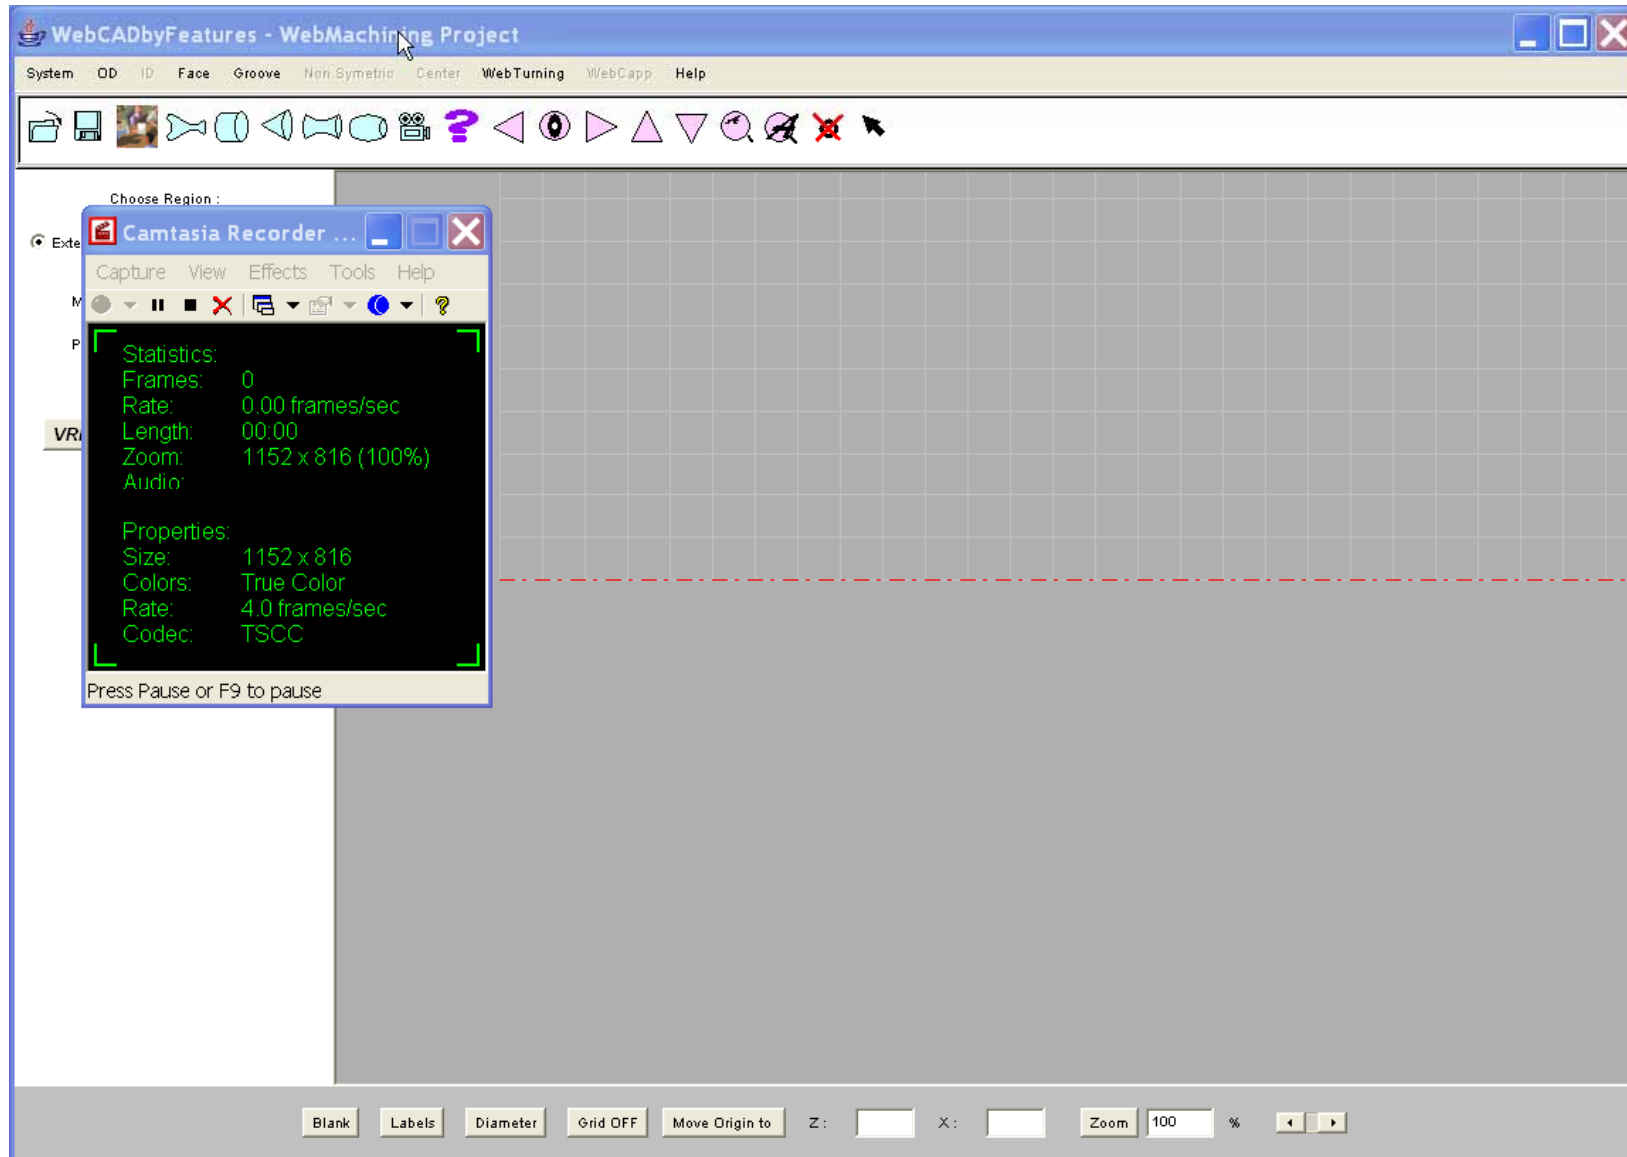 WebCADbyFeatures - WebMachining Project
System OD ID Face Groove Non Symetric Center WebTurning WebCapp Help
Choose Region :
Camtasia Recorder ...
Capture View Effects Tools Help
Statistics:
Frames: 0
Rate: 0.00 frames/sec
Length: 00:00
Zoom: 1152 x 816 (100%)
Audio:
Properties:
Size: 1152 x 816
Colors: True Color
Rate: 4.0 frames/sec
Codec: TSCC
Press Pause or F9 to pause
Blank Labels Diameter Grid OFF Move Origin to Z : X : Zoom 100 %